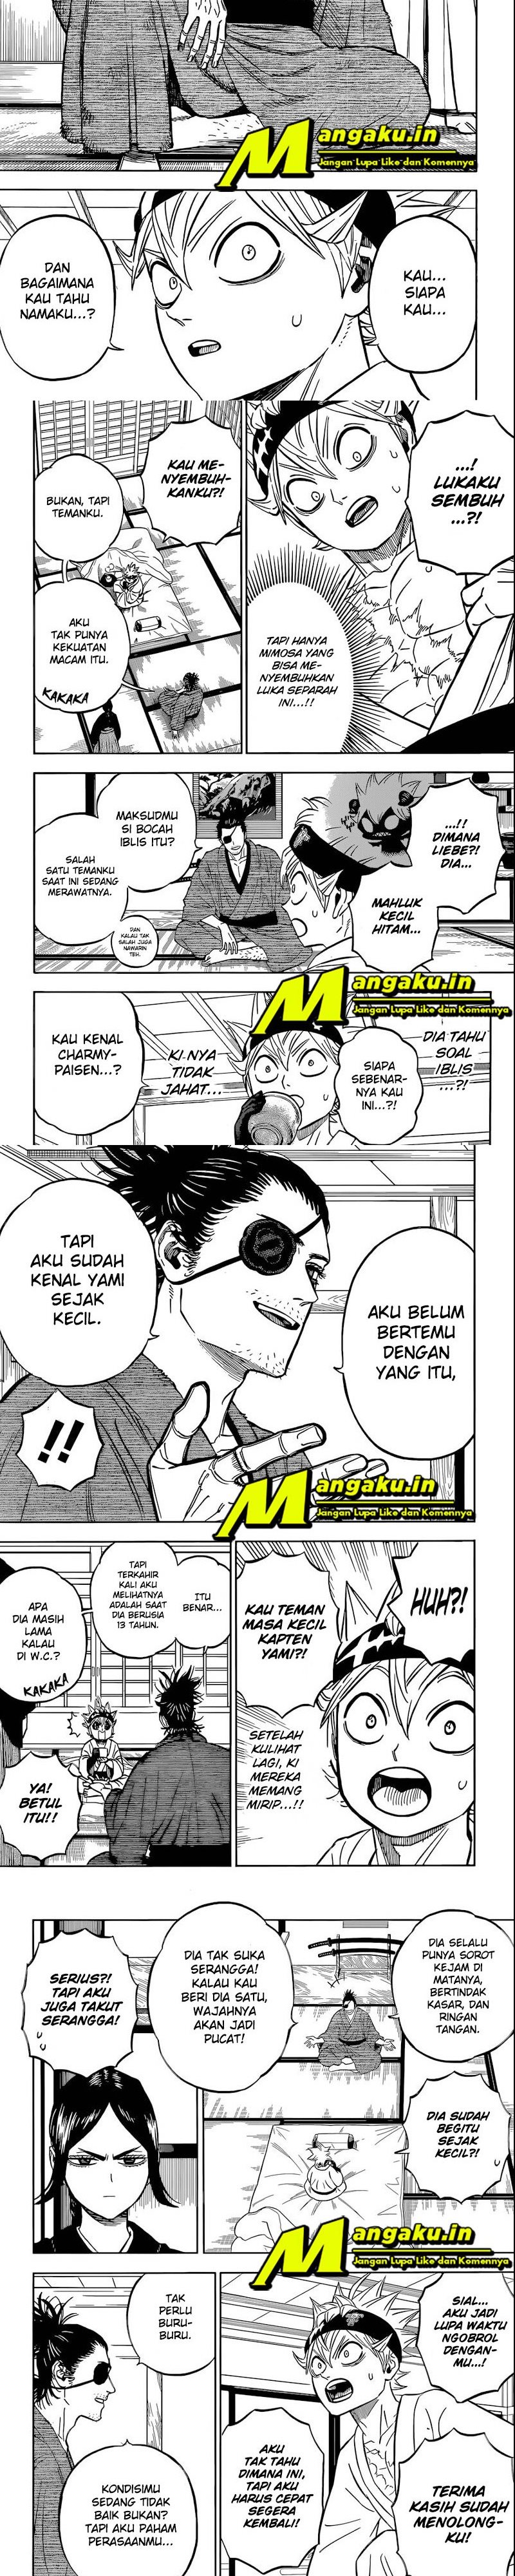 Mangaku.in
Jangan Lupa Like dan Komennya
KAU...
SIAPA
KAU...
DAN
BAGAIMANA
KAU TAHU
NAMAKU...?
...!
LUKAKU
SEMBUH
...?!
TAPI HANYA
MIMOSA YANG
BISA ME-
NYEMBUHKAN
LUKA SEPARAH
INI...!!
KAU ME-
NYEMBUH-
KANKU?!
BUKAN, TAPI
TEMANKU.
AKU
TAK PUNYA
KEKUATAN
MACAM ITU.
KAKAKA
...!!
DIMANA
LIEBE?!
DIA...
MAHLUK
KECIL
HITAM...
MAKSUDMU
SI BOCAH
IBLIS ITU?
SALAH
SATU TEMANKU
SAAT INI SEDANG
MERAWATNYA.
DAN
KALAU TAK
SALAH JUGA
NAWARIN
TEH.
Mangaku.in
Jangan Lupa Like dan Komennya
DIA TAHU
SOAL
IBLIS
...?!
SIAPA
SEBENAR-
NYA KAU
INI...?!
KI NYA
TIDAK
JAHAT...
KAU KENAL
CHARMY-
PAISEN...?
AKU BELUM
BERTEMU
DENGAN
YANG ITU,
TAPI
AKU SUDAH
KENAL YAMI
SEJAK
KECIL.
!!
Mangaku.in
Jangan Lupa Like dan Komennya
HUH?!
KAU TEMAN
MASA KECIL
KAPTEN
YAMI?!
SETELAH
KULIHAT
LAGI, KI
MEREKA
MEMANG
MIRIP...!!
ITU
BENAR...
TAPI
TERKAHIR
KALI AKU
MELIHATNYA
ADALAH SAAT
DIA BERUSIA
13 TAHUN.
APA
DIA MASIH
LAMA
KALAU
DI W.C.?
KAKAKA
YA!
BETUL
ITU!!
DIA SELALU
PUNYA SOROT
KEJAM DI
MATANYA,
BERTINDAK
KASAR, DAN
RINGAN
TANGAN.
DIA SUDAH
BEGITU
SEJAK
KECIL?!
DIA TAK SUKA
SERANGGA!
KALAU KAU
BERI DIA SATU,
WAJAHNYA
AKAN JADI
PUCAT!
SERIUS?!
TAPI AKU
JUGA TAKUT
SERANGGA!
Mangaku.in
Jangan Lupa Like dan Komennya
SIAL...
AKU JADI
LUPA WAKTU
NGOBROL
DENGAN-
MU...!
TERIMA
KASIH SUDAH
MENOLONG-
KU!
AKU
TAK TAHU
DIMANA INI,
TAPI AKU
HARUS CEPAT
SEGERA
KEMBALI!
TAK
PERLU
BURU-
BURU.
KONDISIMU
SEDANG TIDAK
BAIK BUKAN?
TAPI AKU PAHAM
PERASAANMU...